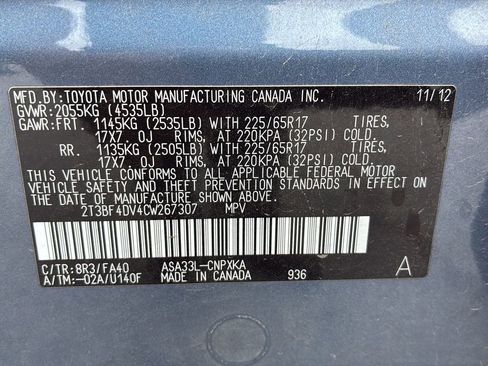 MFD.BY:TOYOTA MOTOR MANUFACTURING CANADA INC. 11/12
GVWR:2055KG (4535LB)
GAWR:FRT. 1145KG (2535LB) WITH 225/65R17 TIRES,
17X7 OJ RIMS, AT 220KPA (32PSI) COLD.
RR. 1135KG (2505LB) WITH 225/65R17 TIRES,
17X7 OJ RIMS, AT 220KPA (32PSI) COLD.
THIS VEHICLE CONFORMS TO ALL APPLICABLE FEDERAL MOTOR
VEHICLE SAFETY AND THEFT PREVENTION STANDARDS IN EFFECT
ON THE DATE OF MANUFACTURE SHOWN ABOVE.
2T3BF4DV4CW267307 MPV
C/TR:8R3/FA40 ASA33L-CNPXKA A
A/TM:-02A/U140F MADE IN CANADA 936